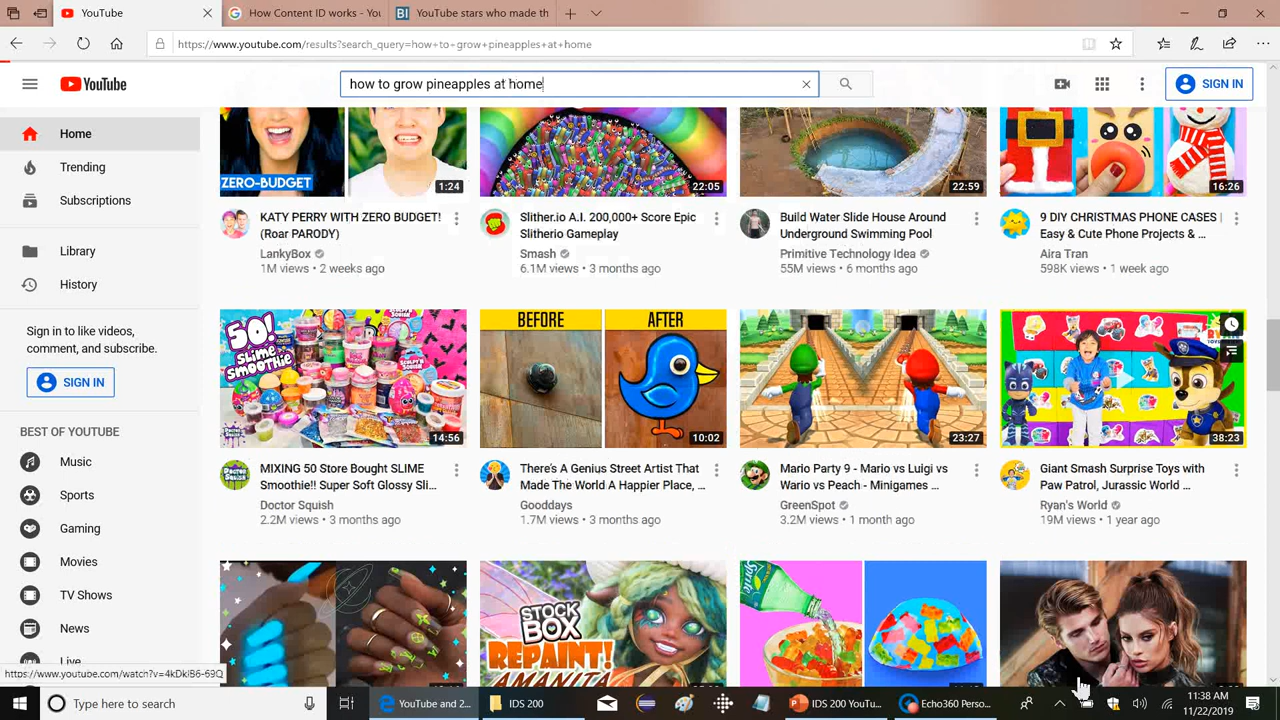 YouTube
How Content ID works - You
YouTube stars who made th
https://www.youtube.com/results?search_query=how+to+grow+pineapples+at+home
YouTube
how to grow pineapples at home
SIGN IN
Home
Trending
Subscriptions
Library
History
Sign in to like videos,
comment, and subscribe.
SIGN IN
BEST OF YOUTUBE
Music
Sports
Gaming
Movies
TV Shows
News
Live
ZERO-BUDGET
1:24
22:05
22:59
16:26
KATY PERRY WITH ZERO BUDGET!
(Roar PARODY)
LankyBox
1M views • 2 weeks ago
Slither.io A.I. 200,000+ Score Epic
Slitherio Gameplay
Smash
6.1M views • 3 months ago
Build Water Slide House Around
Underground Swimming Pool
Primitive Technology Idea
55M views • 6 months ago
9 DIY CHRISTMAS PHONE CASES |
Easy & Cute Phone Projects & ...
Aira Tran
598K views • 1 week ago
50!
SLIME
SMOOTHIE
14:56
BEFORE
AFTER
10:02
23:27
38:23
MIXING 50 Store Bought SLIME
Smoothie!! Super Soft Glossy Sli...
Doctor Squish
2.2M views • 3 months ago
There's A Genius Street Artist That
Made The World A Happier Place, ...
Gooddays
1.7M views • 3 months ago
Mario Party 9 - Mario vs Luigi vs
Wario vs Peach - Minigames ...
GreenSpot
3.2M views • 1 month ago
Giant Smash Surprise Toys with
Paw Patrol, Jurassic World ...
Ryan's World
19M views • 1 year ago
STOCK
BOX
REPAINT!
AMANITA
Sprite
https://www.youtube.com/watch?v=4kDkIB6-69Q
Type here to search
YouTube and 2...
IDS 200
IDS 200 YouTu...
Echo360 Perso...
11:38 AM
11/22/2019